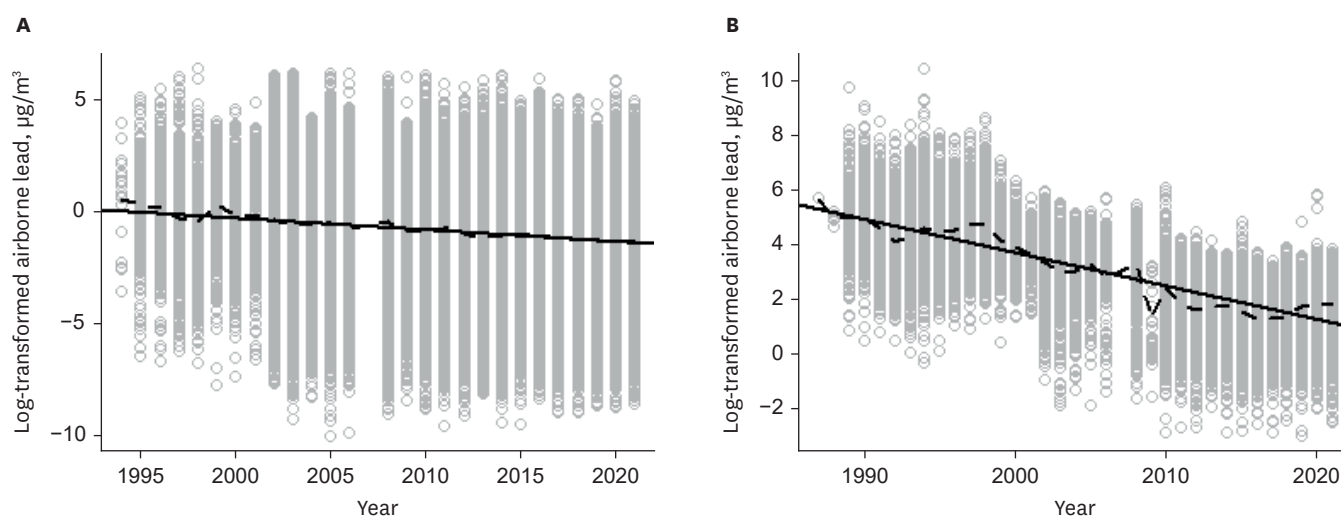 A
Log-transformed airborne lead, µg/m³
5
0
−5
−10
1995 2000 2005 2010 2015 2020
Year
B
Log-transformed airborne lead, µg/m³
10
8
6
4
2
0
−2
1990 2000 2010 2020
Year